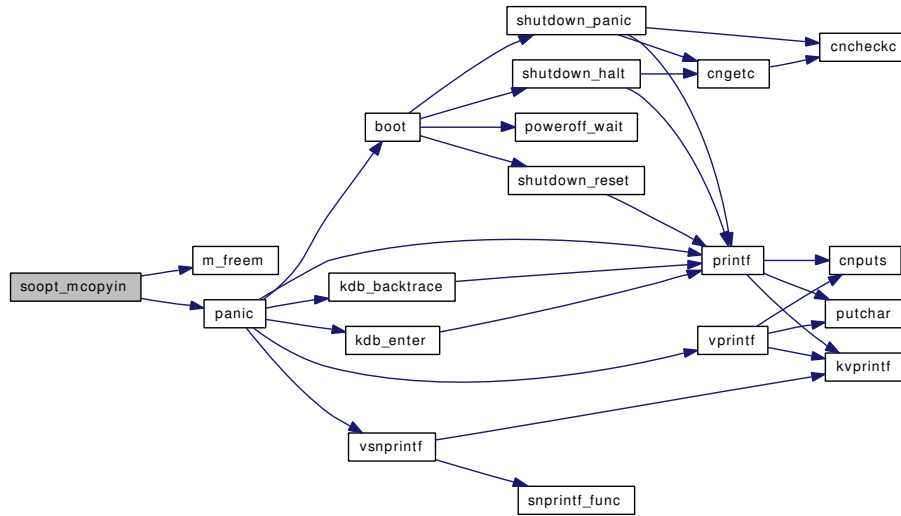 shutdown_panic
cncheckc
shutdown_halt
cngetc
boot
poweroff_wait
shutdown_reset
m_freem
printf
cnputs
soopt_mcopyin
kdb_backtrace
panic
putchar
kdb_enter
vprintf
kvprintf
vsnprintf
snprintf_func